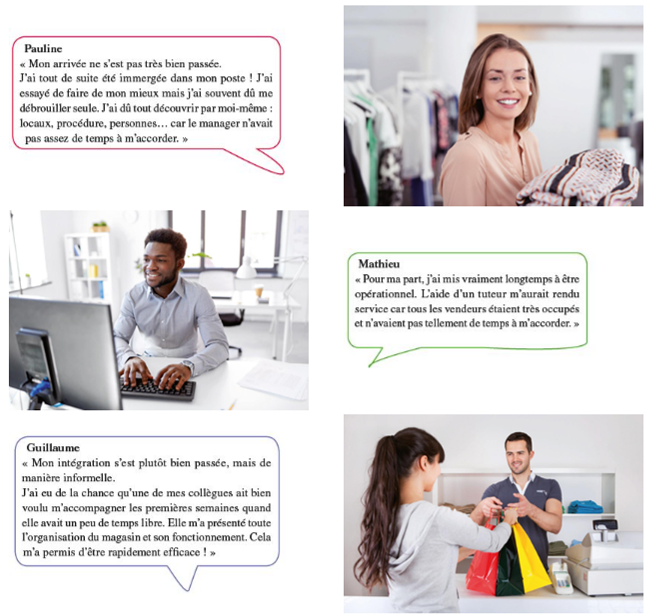 Pauline
« Mon arrivée ne s'est pas très bien passée.
J'ai tout de suite été immergée dans mon poste ! J'ai
essayé de faire de mon mieux mais j'ai souvent dû me
débrouiller seule. J'ai dû tout découvrir par moi-même :
locaux, procédure, personnes… car le manager n'avait
pas assez de temps à m'accorder. »
Mathieu
« Pour ma part, j'ai mis vraiment longtemps à être
opérationnel. L'aide d'un tuteur m'aurait rendu
service car tous les vendeurs étaient très occupés
et n'avaient pas tellement de temps à m'accorder. »
Guillaume
« Mon intégration s'est plutôt bien passée, mais de
manière informelle.
J'ai eu de la chance qu'une de mes collègues ait bien
voulu m'accompagner les premières semaines quand
elle avait un peu de temps libre. Elle m'a présenté toute
l'organisation du magasin et son fonctionnement. Cela
m'a permis d'être rapidement efficace ! »